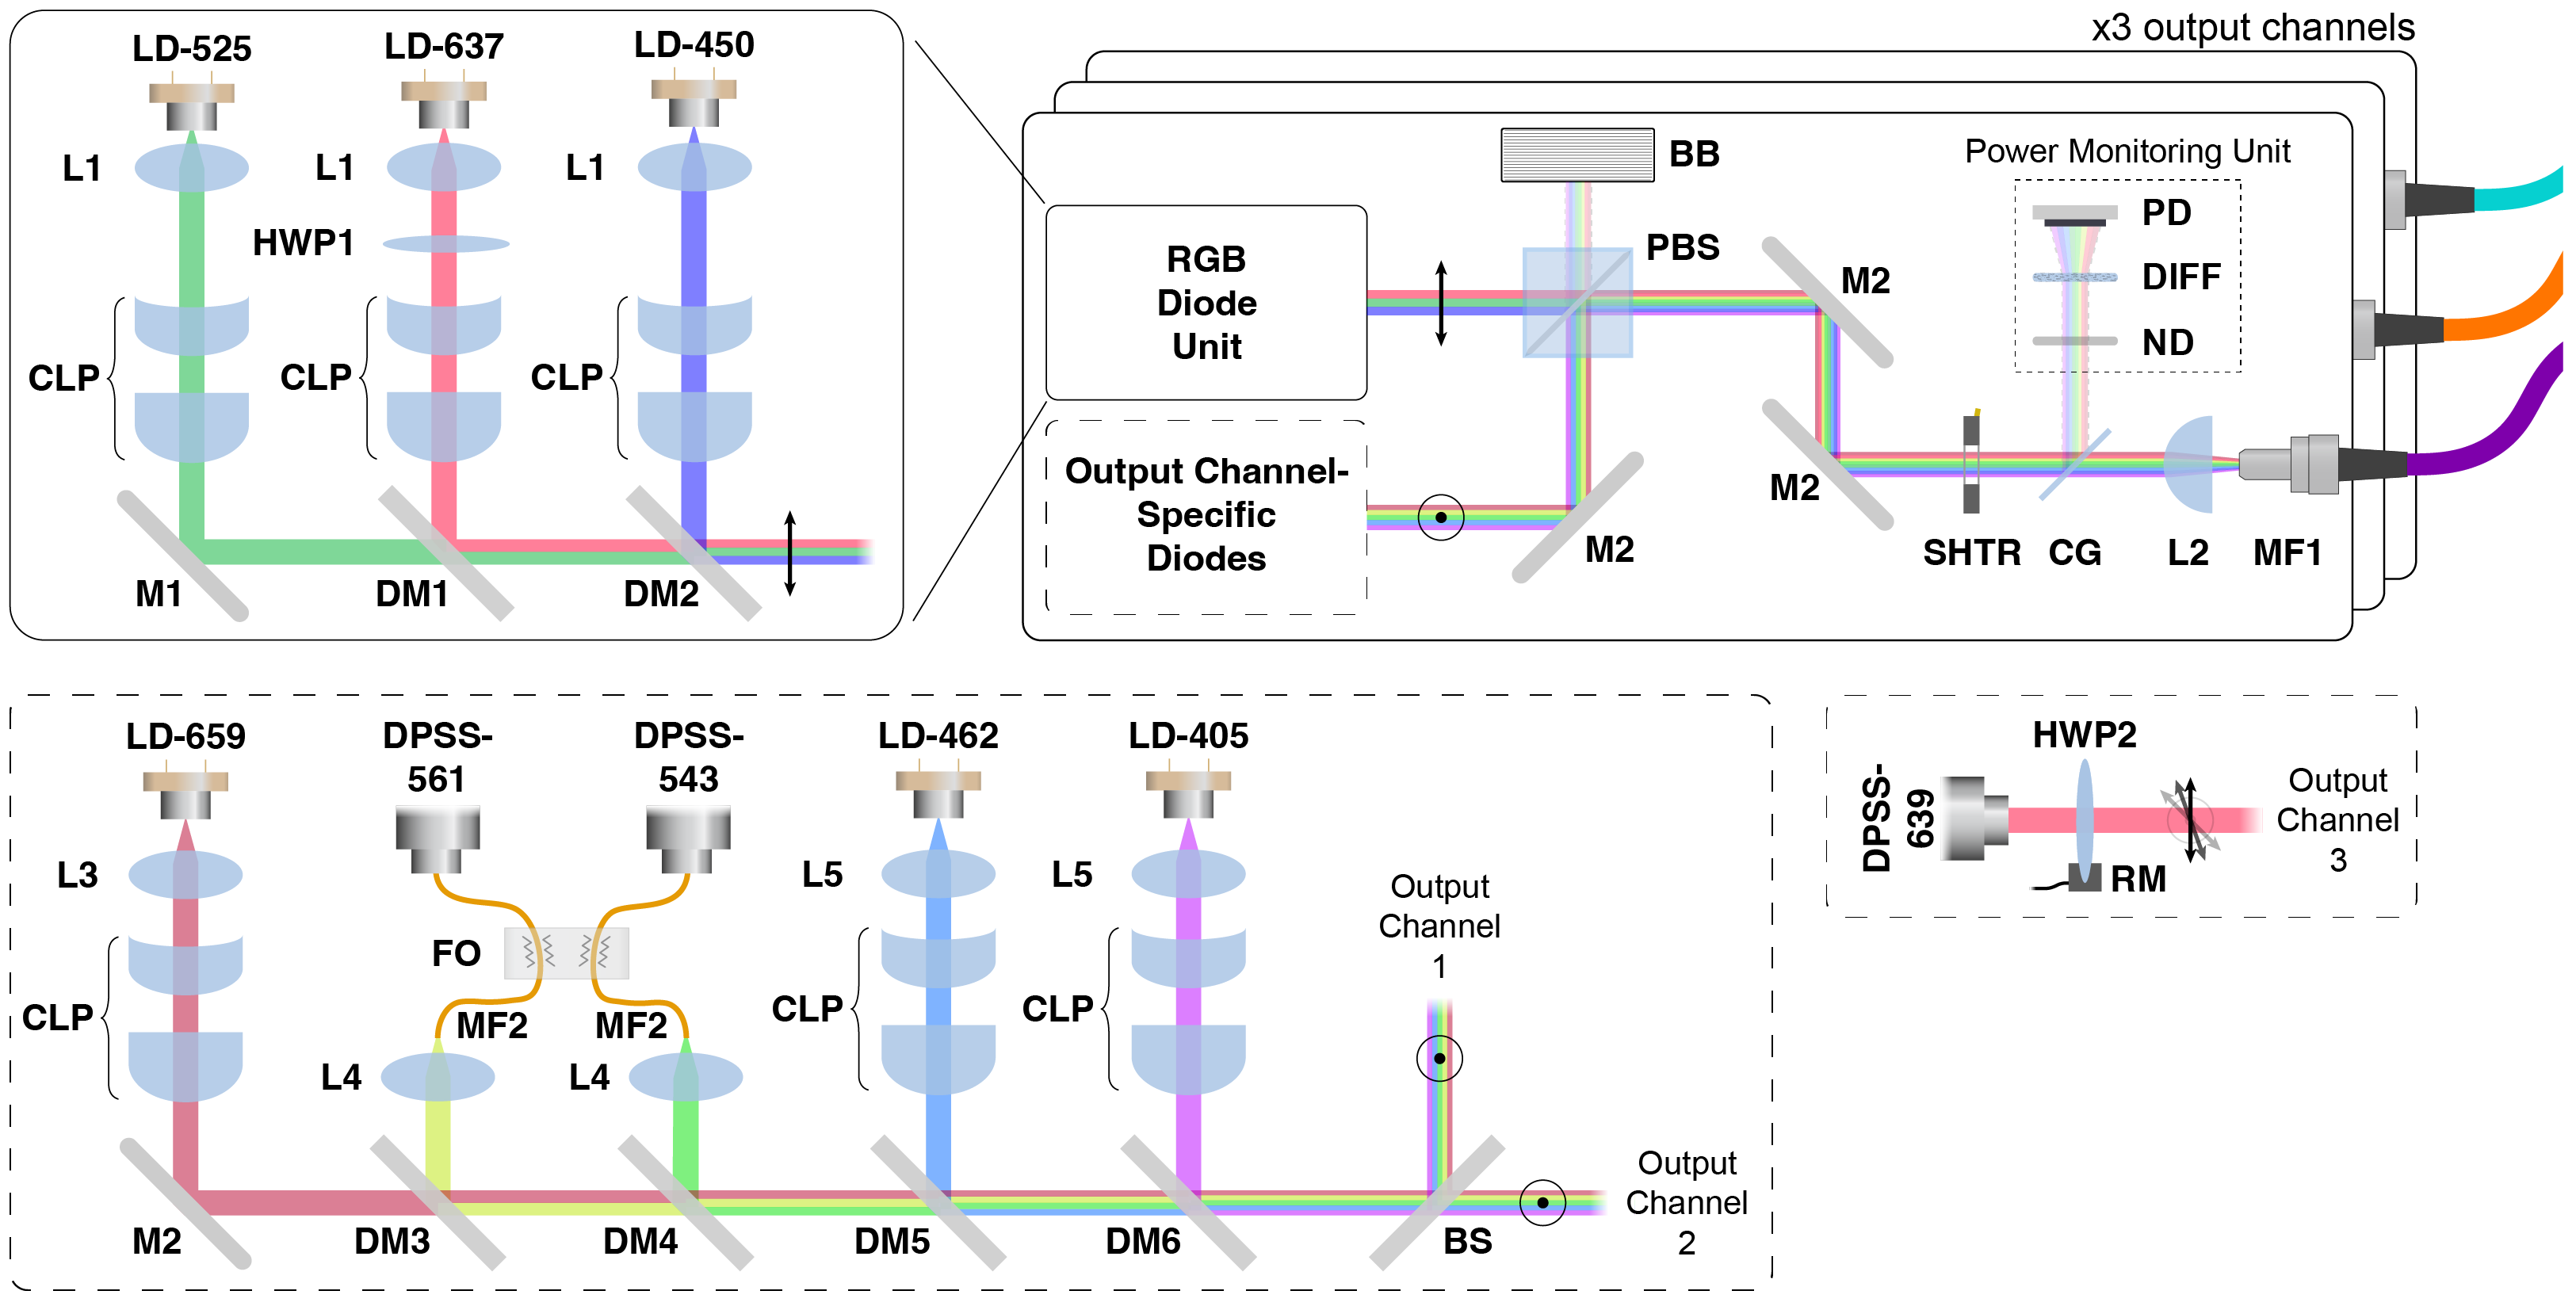 x3 output channels
LD-525
LD-637
LD-450
L1
L1
L1
HWP1
CLP
CLP
CLP
M1
DM1
DM2
RGB
Diode
Unit
Output Channel-
Specific
Diodes
BB
PBS
M2
M2
M2
Power Monitoring Unit
PD
DIFF
ND
SHTR
CG
L2
MF1
LD-659
DPSS-
561
DPSS-
543
LD-462
LD-405
L3
L5
L5
FO
CLP
CLP
CLP
MF2
MF2
L4
L4
M2
DM3
DM4
DM5
DM6
BS
Output
Channel
1
Output
Channel
2
DPSS-
639
HWP2
RM
Output
Channel
3